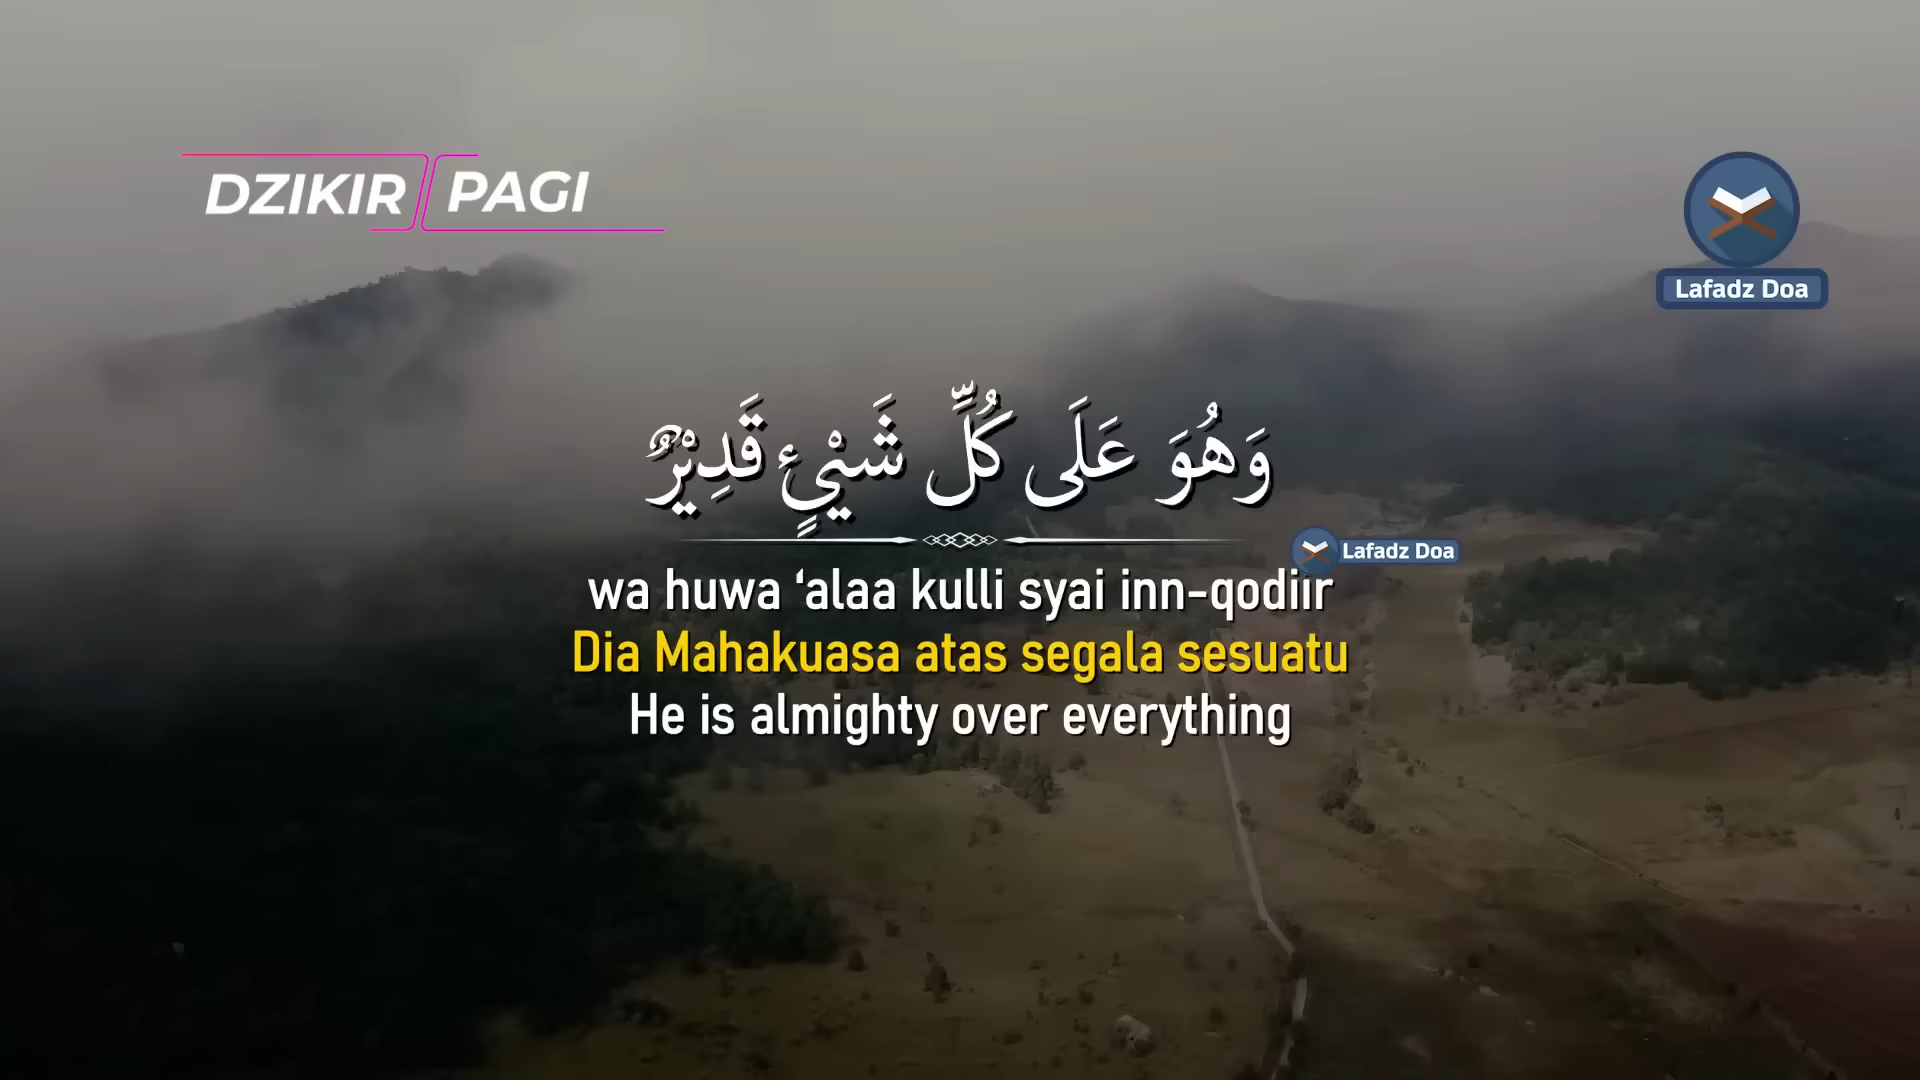 DZIKIR PAGI
Lafadz Doa
وَهُوَ عَلَى كُلِّ شَيْءٍ قَدِيْرٌ
Lafadz Doa
wa huwa ‘alaa kulli syai inn-qodiir
Dia Mahakuasa atas segala sesuatu
He is almighty over everything